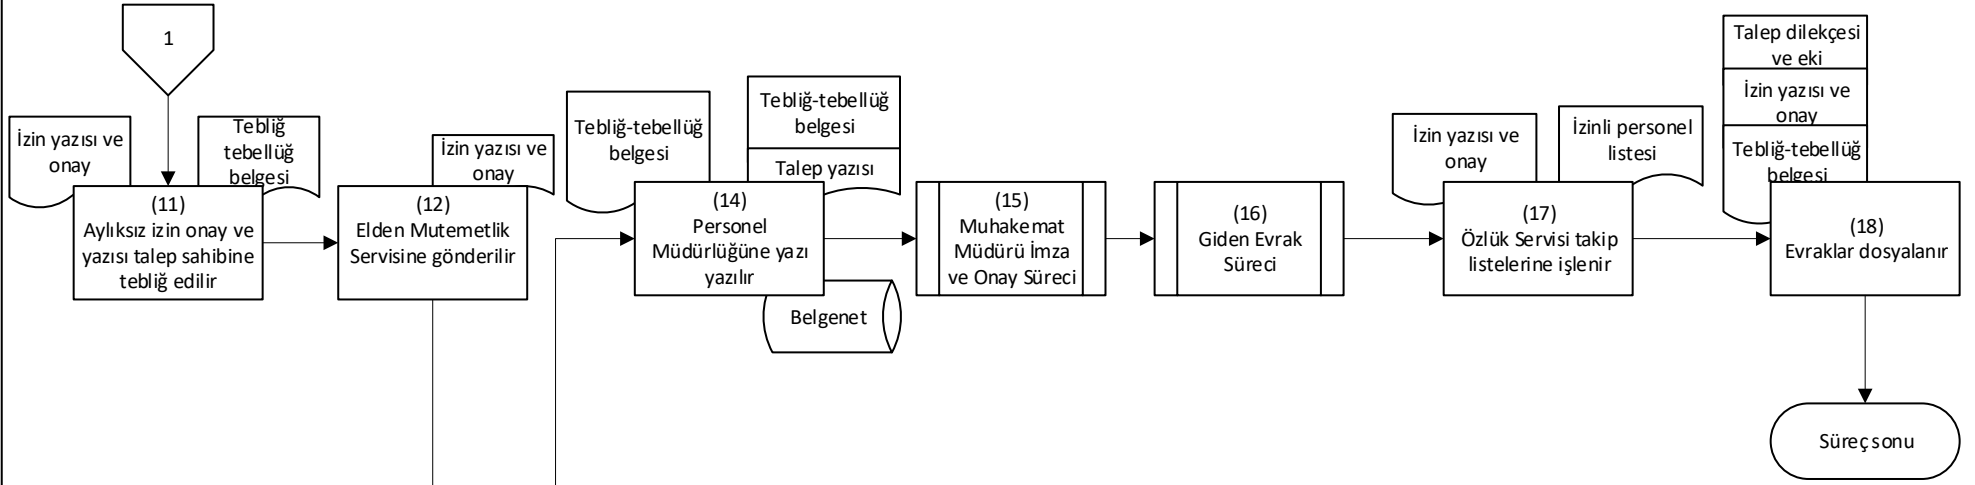 1
İzin yazısı ve
onay
Tebliğ
tebellüğ
belgesi
(11)
Aylıksız izin onay ve
yazısı talep sahibine
tebliğ edilir
İzin yazısı ve
onay
(12)
Elden Mutemetlik
Servisine gönderilir
Tebliğ-tebellüğ
belgesi
Tebliğ-tebellüğ
belgesi
Talep yazısı
(14)
Personel
Müdürlüğüne yazı
yazılır
Belgenet
(15)
Muhakemat
Müdürü İmza
ve Onay Süreci
(16)
Giden Evrak
Süreci
İzin yazısı ve
onay
İzinli personel
listesi
(17)
Özlük Servisi takip
listelerine işlenir
Talep dilekçesi
ve eki
İzin yazısı ve
onay
Tebliğ-tebellüğ
belgesi
(18)
Evraklar dosyalanır
Süreç sonu